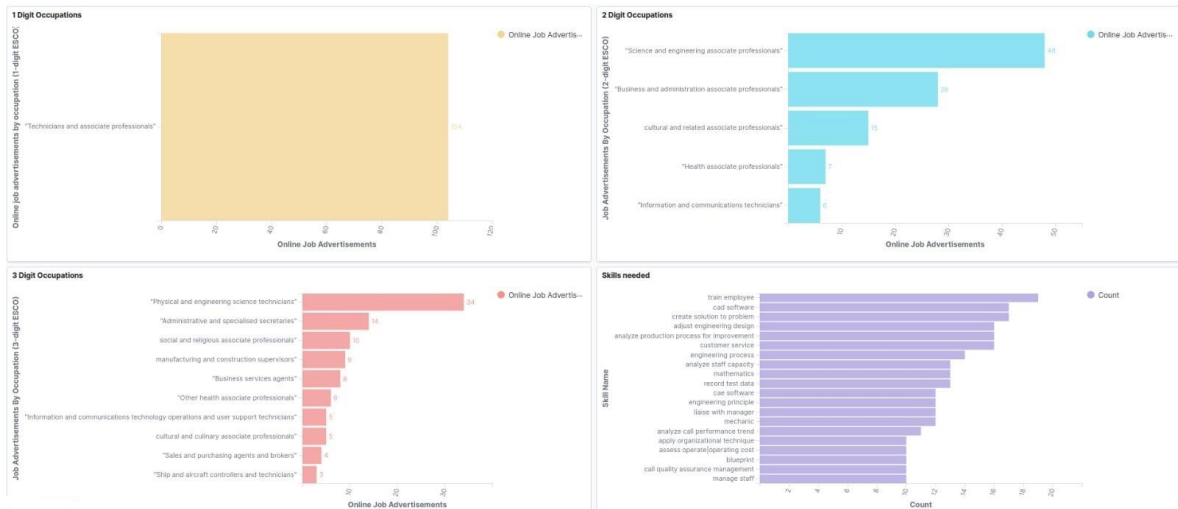 1 Digit Occupations
Online job advertisements by occupation (1-digit ESCO)
"Technicians and associate professionals"
104
0 20 40 60 80 100 120
Online Job Advertisements
Online Job Advertis...
2 Digit Occupations
Job Advertisements By Occupation (2-digit ESCO)
"Science and engineering associate professionals" 48
"Business and administration associate professionals" 28
cultural and related associate professionals" 15
"Health associate professionals" 7
"Information and communications technicians" 6
10 20 30 40 50
Online Job Advertisements
Online Job Advertis...
3 Digit Occupations
Job Advertisements By Occupation (3-digit ESCO)
"Physical and engineering science technicians" 34
"Administrative and specialised secretaries" 14
social and religious associate professionals" 10
manufacturing and construction supervisors" 9
"Business services agents" 8
"Other health associate professionals" 6
"Information and communications technology operations and user support technicians" 5
cultural and culinary associate professionals" 5
"Sales and purchasing agents and brokers" 4
"Ship and aircraft controllers and technicians" 3
10 20 30
Online Job Advertisements
Online Job Advertis...
Skills needed
Skill Name
train employee
cad software
create solution to problem
adjust engineering design
analyze production process for improvement
customer service
engineering process
analyze staff capacity
mathematics
record test data
cae software
engineering principle
liaise with manager
mechanic
analyze call performance trend
apply organizational technique
assess operate|operating cost
blueprint
call quality assurance management
manage staff
2 4 6 8 10 12 14 16 18 20
Count
Count